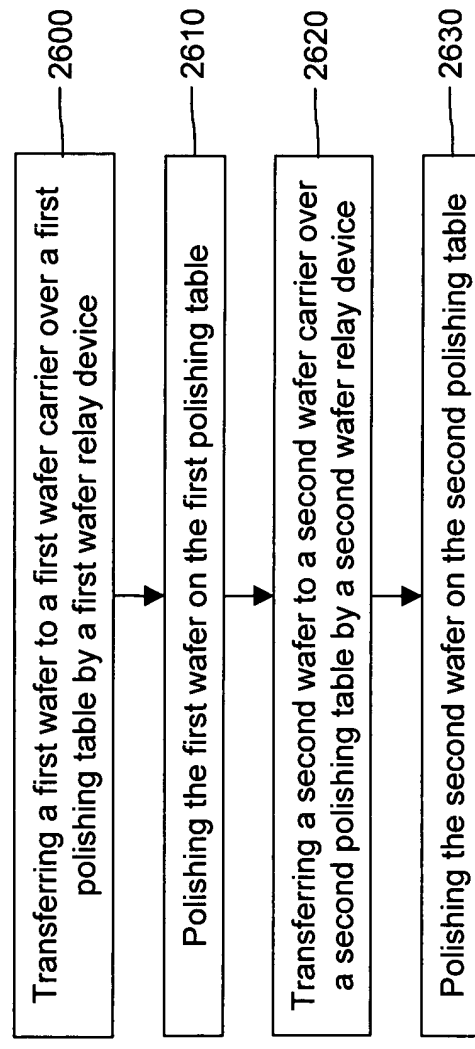 Transferring a first wafer to a first wafer carrier over a first
polishing table by a first wafer relay device
2600
Polishing the first wafer on the first polishing table
2610
Transferring a second wafer to a second wafer carrier over
a second polishing table by a second wafer relay device
2620
Polishing the second wafer on the second polishing table
2630